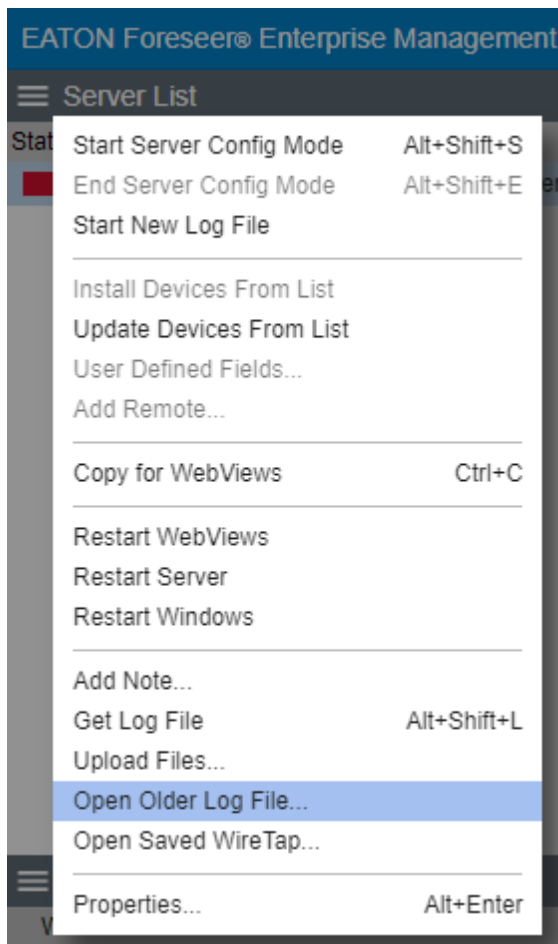 EATON Foreseer® Enterprise Management
Server List
Start Server Config Mode Alt+Shift+S
End Server Config Mode Alt+Shift+E
Start New Log File
Install Devices From List
Update Devices From List
User Defined Fields...
Add Remote...
Copy for WebViews Ctrl+C
Restart WebViews
Restart Server
Restart Windows
Add Note...
Get Log File Alt+Shift+L
Upload Files...
Open Older Log File...
Open Saved WireTap...
Properties... Alt+Enter